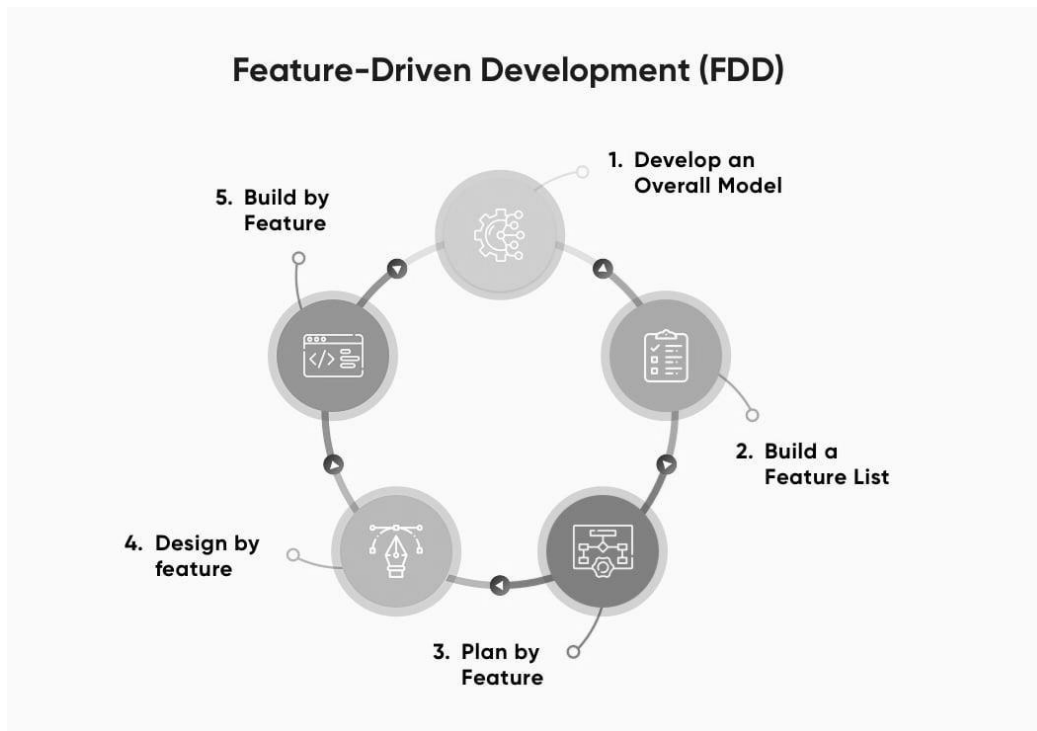 Feature-Driven Development (FDD)
1. Develop an
Overall Model
2. Build a
Feature List
3. Plan by
Feature
4. Design by
feature
5. Build by
Feature